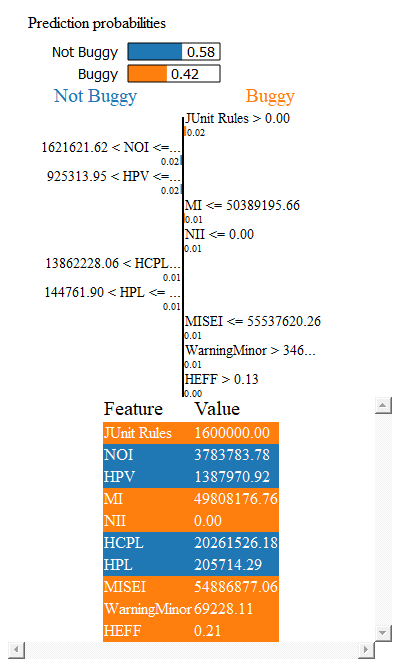 Prediction probabilities
Not Buggy 0.58
Buggy 0.42
Not Buggy Buggy
JUnit Rules > 0.00
0.02
1621621.62 < NOI <=...
0.02
925313.95 < HPV <=...
0.02
MI <= 50389195.66
0.01
NII <= 0.00
0.01
13862228.06 < HCPL...
0.01
144761.90 < HPL <= ...
0.01
MISEI <= 55537620.26
0.01
WarningMinor > 346...
0.01
HEFF > 0.13
0.00
Feature Value
JUnit Rules 1600000.00
NOI 3783783.78
HPV 1387970.92
MI 49808176.76
NII 0.00
HCPL 20261526.18
HPL 205714.29
MISEI 54886877.06
WarningMinor 69228.11
HEFF 0.21